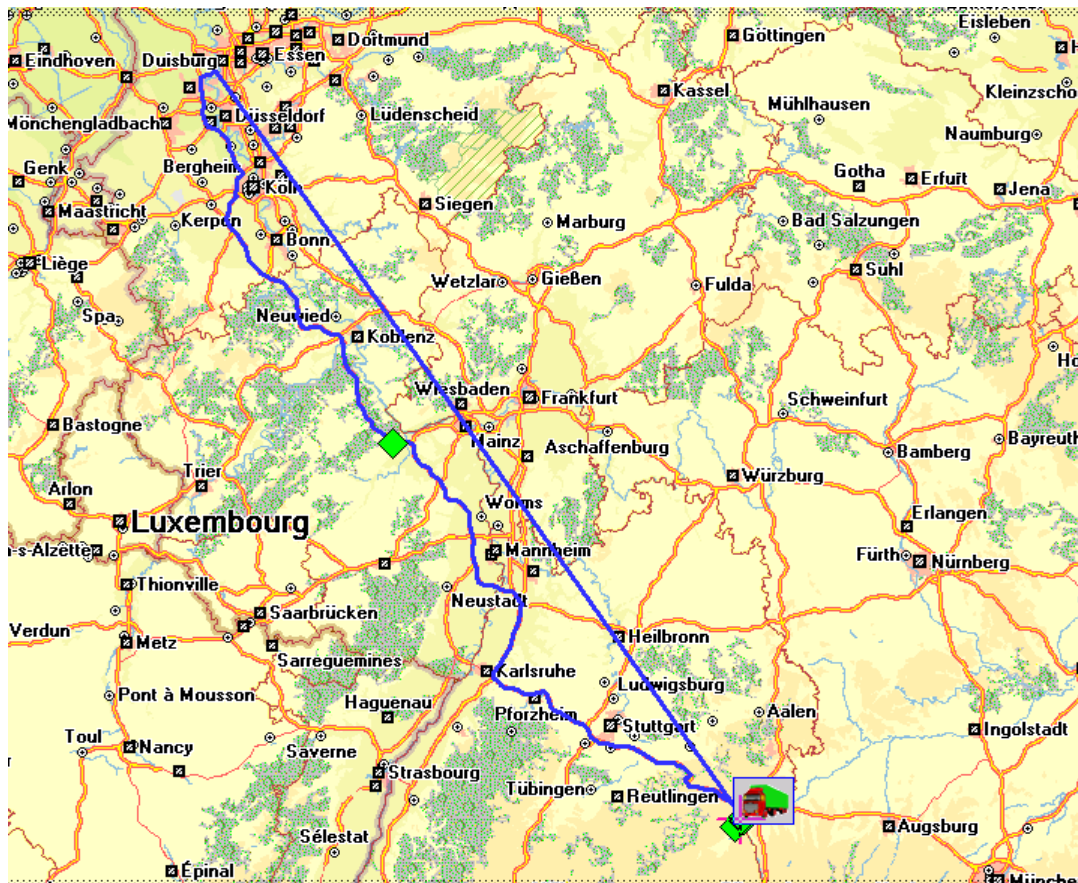 Eisleben
Göttingen
Dortmund
Essen
Eindhoven
Duisburg
Kassel
Kleinzscho
Mühlhausen
Düsseldorf
Lüdenscheid
Mönchengladbach
Naumburg
Bergheim
Genk
Gotha
Erfurt
Jena
Köln
Siegen
Maastricht
Kerpen
Marburg
Bad Salzungen
Bonn
Liège
Suhl
Wetzlar
Gießen
Fulda
Spa
Neuwied
Koblenz
Ho
Wiesbaden
Frankfurt
Schweinfurt
Bastogne
Mainz
Aschaffenburg
Bayreuth
Bamberg
Trier
Würzburg
Arlon
Worms
Luxembourg
Erlangen
-s-Alzette
Mannheim
Fürth
Nürnberg
Thionville
Neustadt
Saarbrücken
Verdun
Heilbronn
Metz
Sarreguemines
Karlsruhe
Ludwigsburg
Pont à Mousson
Haguenau
Pforzheim
Aalen
Stuttgart
Ingolstadt
Toul
Nancy
Saverne
Strasbourg
Tübingen
Reutlingen
Augsburg
Sélestat
Épinal
Münche